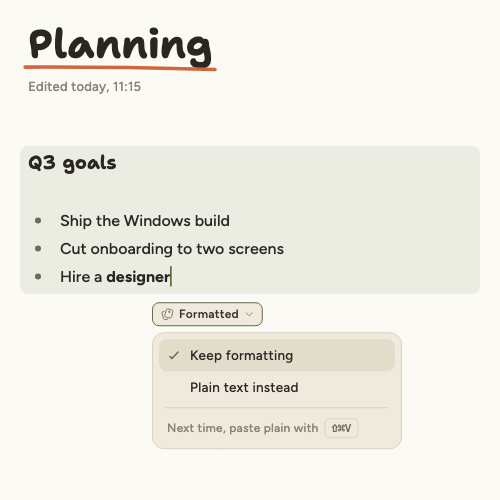 Planning
Edited today, 11:15
Q3 goals
Ship the Windows build
Cut onboarding to two screens
Hire a designer
Formatted
Keep formatting
Plain text instead
Next time, paste plain with ⇧⌘V